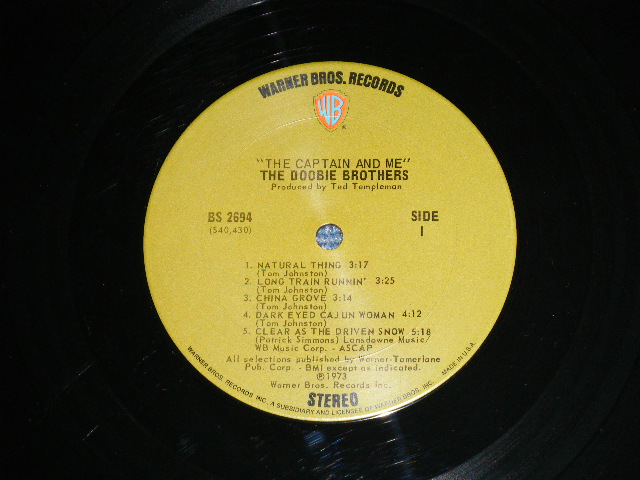 WARNER BROS. RECORDS
WB
"THE CAPTAIN AND ME"
THE DOOBIE BROTHERS
Produced by Ted Templeman
BS 2694
(S40,430)
SIDE
1
1. NATURAL THING 3:17
(Tom Johnston)
2. LONG TRAIN RUNNIN' 3:25
(Tom Johnston)
3. CHINA GROVE 3:14
(Tom Johnston)
4. DARK EYED CAJUN WOMAN 4:12
(Tom Johnston)
5. CLEAR AS THE DRIVEN SNOW 5:18
(Patrick Simmons) Lansdowne Music/
WB Music Corp. - ASCAP
All selections published by Warner-Tamerlane
Pub. Corp. - BMI except as indicated.
℗1973
Warner Bros. Records Inc.
STEREO
WARNER BROS. RECORDS INC. A SUBSIDIARY AND LICENSEE OF WARNER BROS. INC. MADE IN U.S.A.